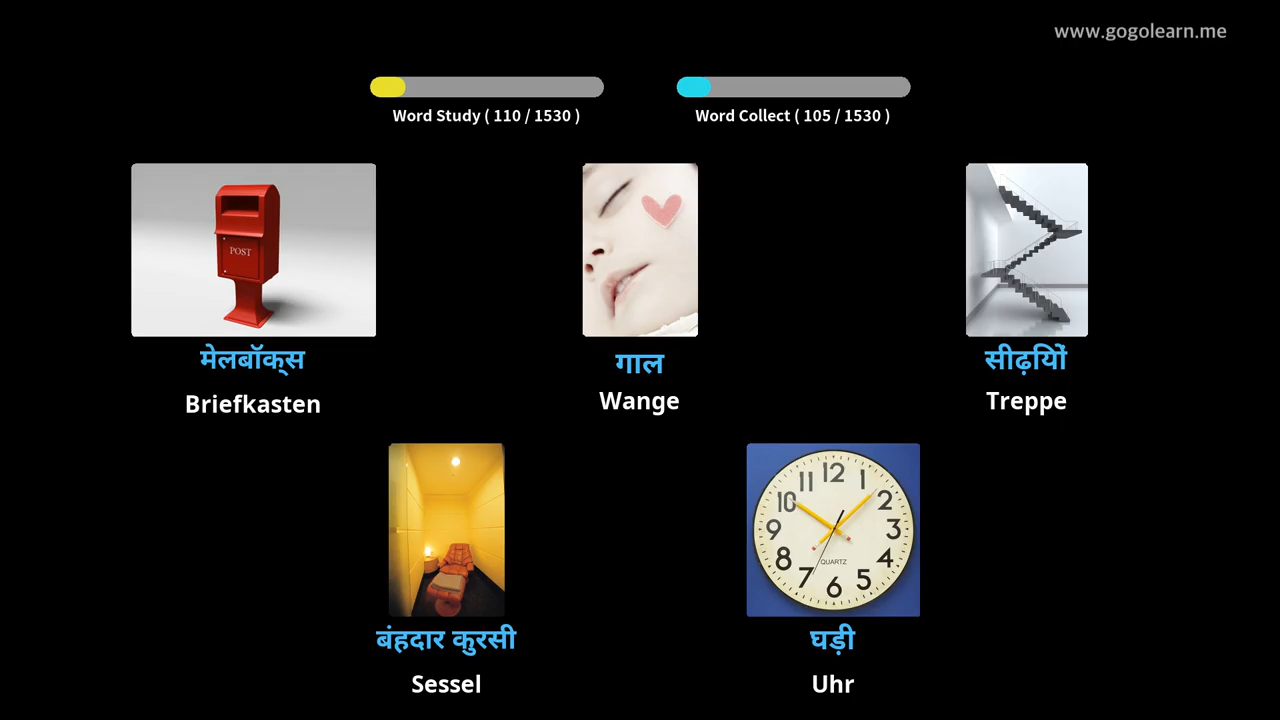 www.gogolearn.me
Word Study ( 110 / 1530 )
Word Collect ( 105 / 1530 )
POST
मेलबॉक्स
गाल
सीढ़ियों
Briefkasten
Wange
Treppe
12
11
1
10
2
9
3
8
4
QUARTZ
7
5
6
बंहदार कुरसी
घड़ी
Sessel
Uhr